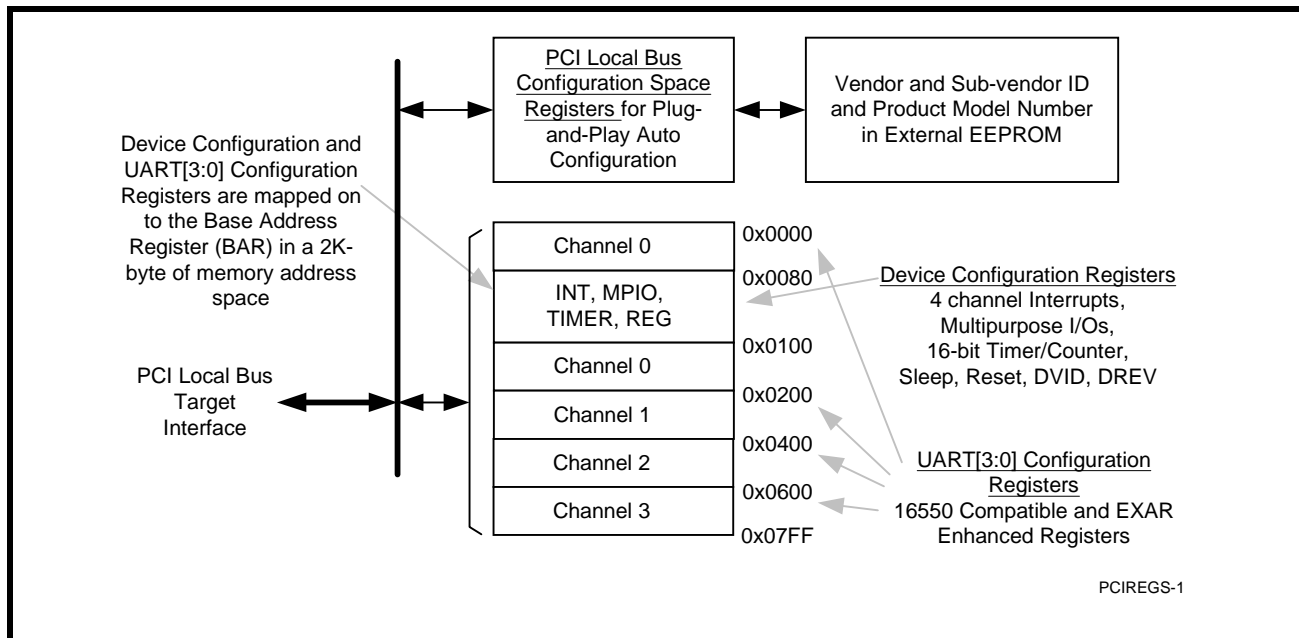 PCI Local Bus
Configuration Space
Registers for Plug-
and-Play Auto
Configuration
Vendor and Sub-vendor ID
and Product Model Number
in External EEPROM
Device Configuration and
UART[3:0] Configuration
Registers are mapped on
to the Base Address
Register (BAR) in a 2K-
byte of memory address
space
PCI Local Bus
Target
Interface
Channel 0
INT, MPIO,
TIMER, REG
Channel 0
Channel 1
Channel 2
Channel 3
0x0000
0x0080
0x0100
0x0200
0x0400
0x0600
0x07FF
Device Configuration Registers
4 channel Interrupts,
Multipurpose I/Os,
16-bit Timer/Counter,
Sleep, Reset, DVID, DREV
UART[3:0] Configuration
Registers
16550 Compatible and EXAR
Enhanced Registers
PCIREGS-1